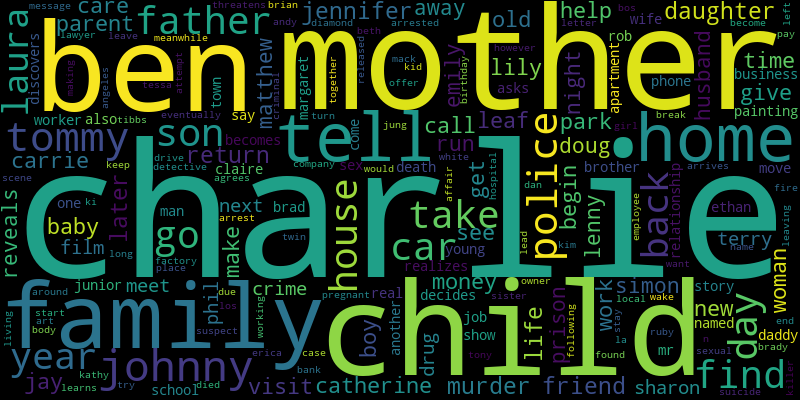 message
care
father
jennifer
away
old
help
daughter
threatens
brian
andy
diamond
arrested
become
left
parent
lawyer
leave
meanwhile
laura
discovers
ben
mother
matthew
margaret
together
birthday
lily
emily
asks
beth
released
mack
kid
offer
letter
bos
however
rob
wife
night
apartment
phone
husband
time
business
give
painting
pay
making
angeles
tessa
attempt
town
eventually
say
criminal
turn
worker
also
tibbs
tommy
son
tell
call
leaf
park
home
break
girl
carrie
return
becomes
claire
agrees
come
jung
run
doug
brother
move
keep
drive
detective
company
sex
would
death
white
get
hospital
begin
arrives
fire
scene
reveals
one
ki
later
man
next
brad
charlie
take
affair
police
dan
lenny
employee
back
relationship
ethan
name
leaving
baby
go
make
house
car
see
young
lead
kim
terry
woman
film
long
factory
place
arrest
twin
realizes
want
family
around
junior
meet
phil
due
los
crime
pregnant
real
money
decides
sister
owner
child
prison
work
simon
story
living
start
art
body
suspect
working
boy
another
drug
job
show
life
following
local
stay
wake
new
named
day
mr
daddy
end
year
johnny
erica
case
bank
tony
found
la
ruby
n
sexual
brady
jay
kathy
learns
try
school
died
visit
catherine
murder
friend
sharon
suicide
find
killer